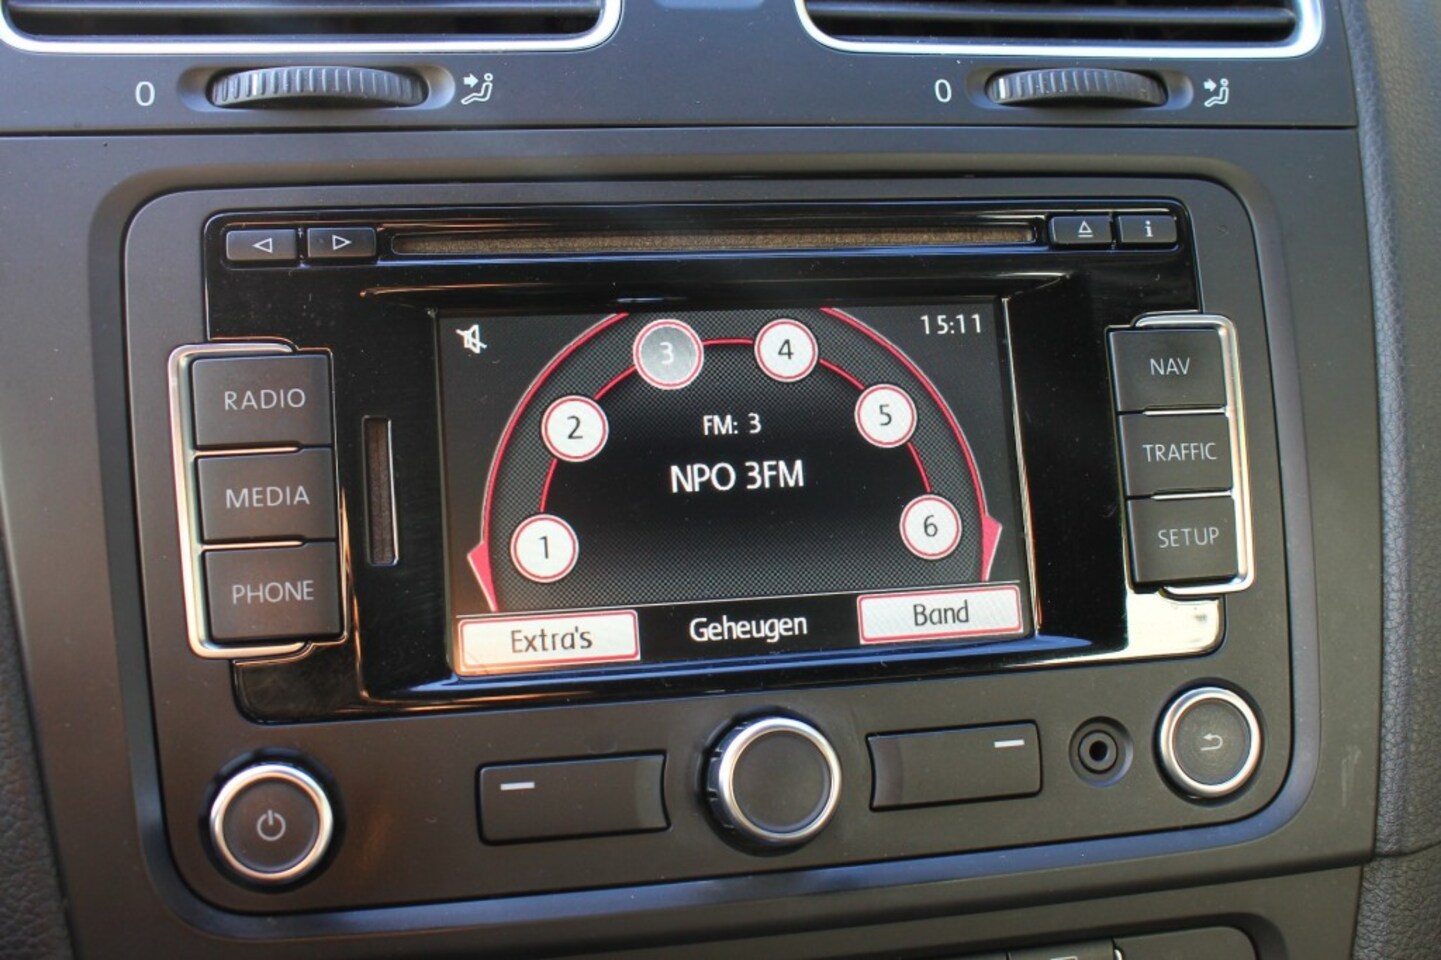 0
0
i
RADIO
MEDIA
PHONE
15:11
1
2
3
4
5
6
FM: 3
NPO 3FM
Extra's
Geheugen
Band
NAV
TRAFFIC
SETUP